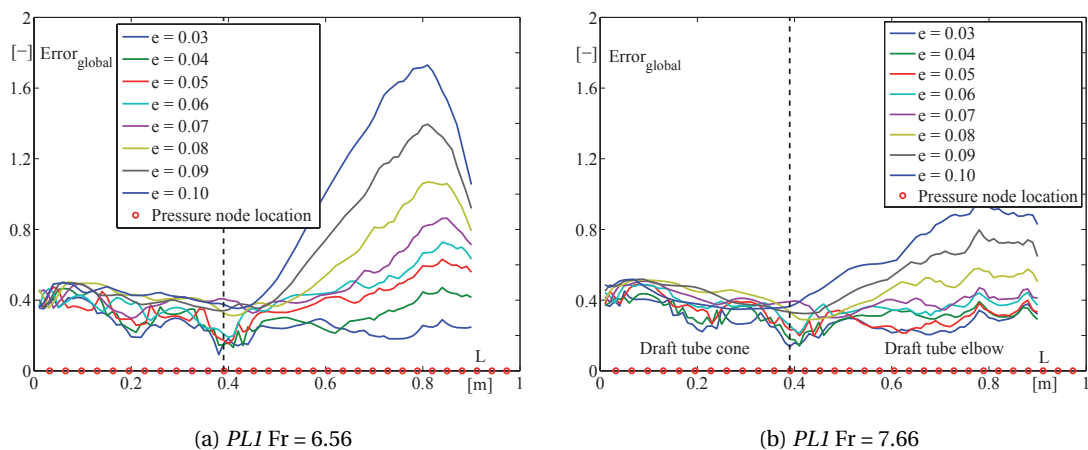 2
[−]
Error_global
1.6
1.2
0.8
0.4
0
e = 0.03
e = 0.04
e = 0.05
e = 0.06
e = 0.07
e = 0.08
e = 0.09
e = 0.10
Pressure node location
L
0 0.2 0.4 0.6 0.8 [m] 1
(a) PL1 Fr = 6.56
2
[−]
Error_global
1.6
1.2
0.8
0.4
0
e = 0.03
e = 0.04
e = 0.05
e = 0.06
e = 0.07
e = 0.08
e = 0.09
e = 0.10
Pressure node location
Draft tube cone
Draft tube elbow
L
0 0.2 0.4 0.6 0.8 [m] 1
(b) PL1 Fr = 7.66